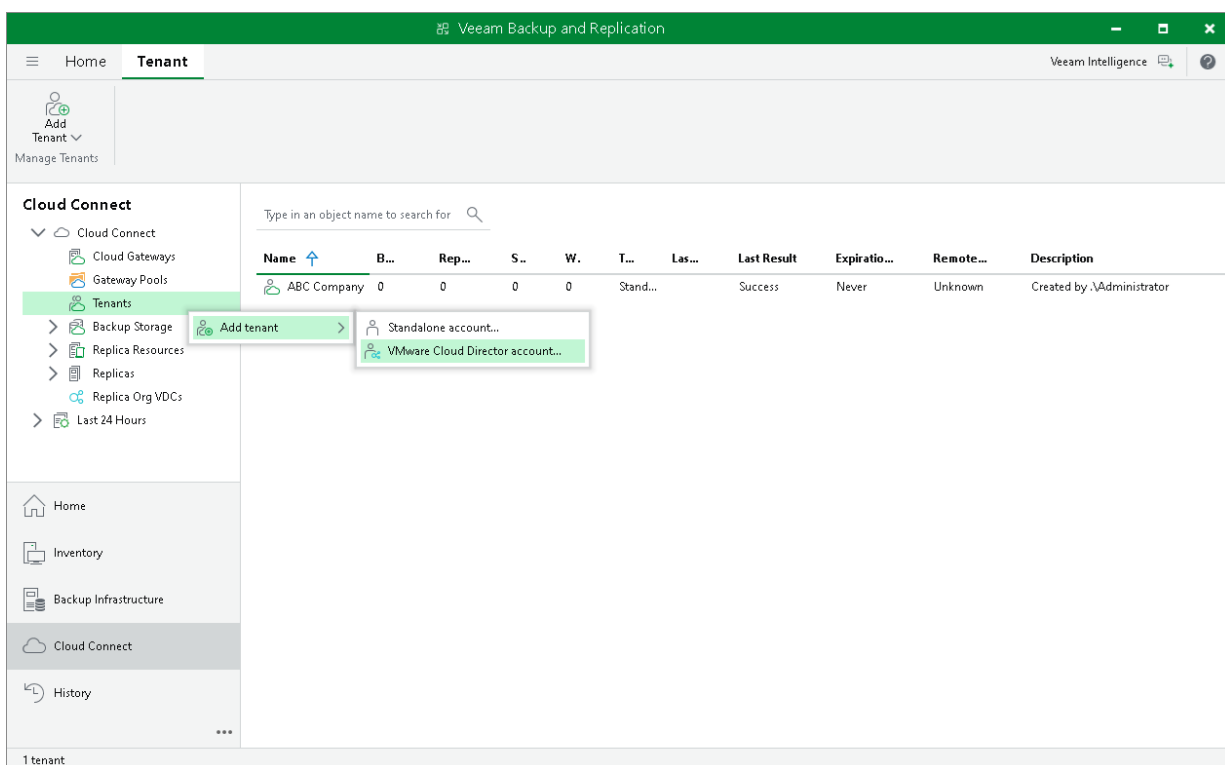 Veeam Backup and Replication
Home Tenant Veeam Intelligence
Add
Tenant
Manage Tenants
Cloud Connect
Cloud Connect
Cloud Gateways
Gateway Pools
Tenants
Backup Storage
Replica Resources
Replicas
Replica Org VDCs
Last 24 Hours
Type in an object name to search for
Name B... Rep... S.. W. T... Las... Last Result Expiratio... Remote... Description
ABC Company 0 0 0 0 Stand... Success Never Unknown Created by .\Administrator
Add tenant
Standalone account...
VMware Cloud Director account...
Home
Inventory
Backup Infrastructure
Cloud Connect
History
1 tenant